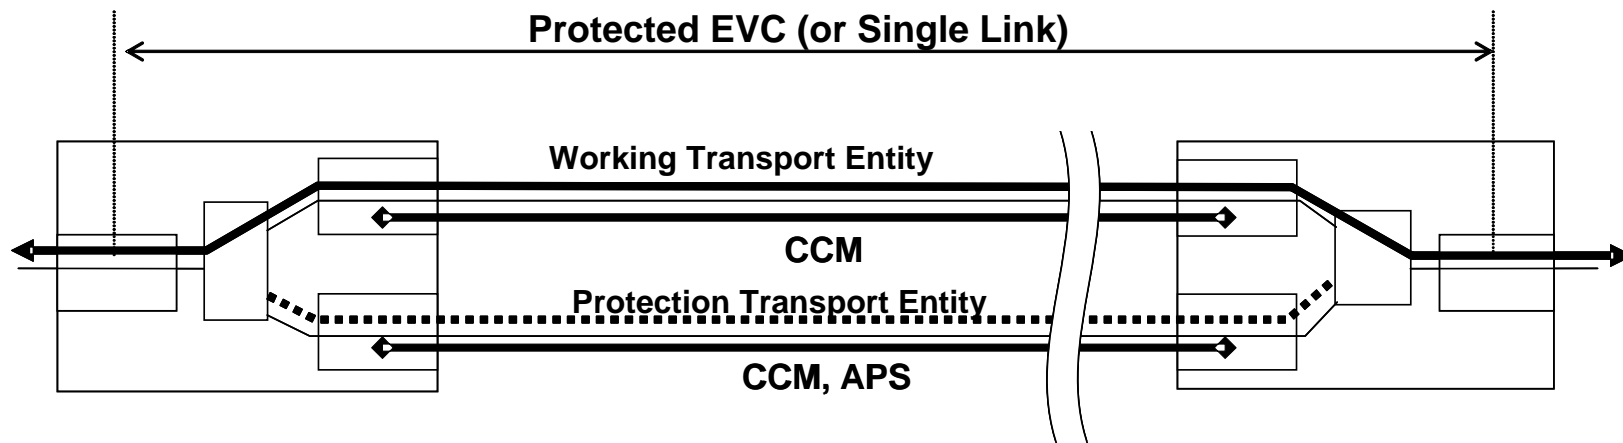 Protected EVC (or Single Link)
Working Transport Entity
CCM
Protection Transport Entity
CCM, APS